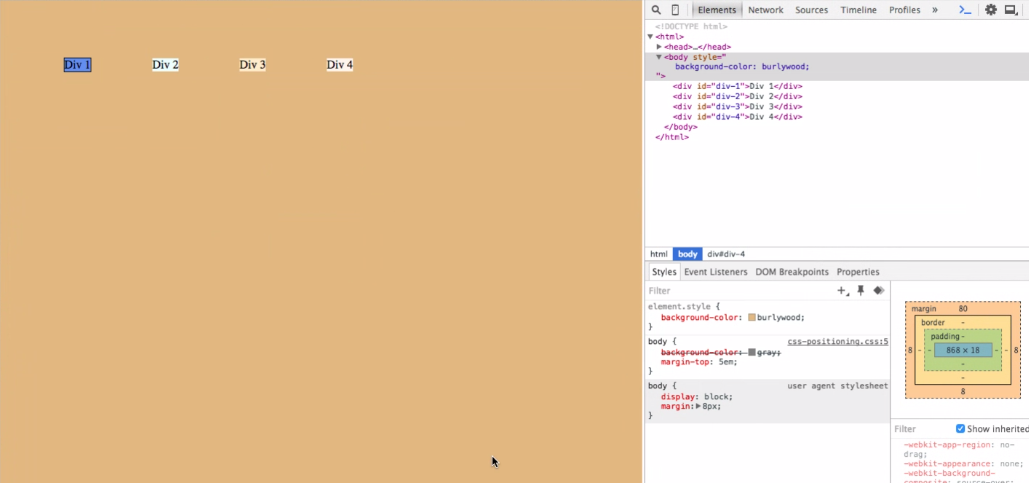 Div 1 Div 2 Div 3 Div 4
Elements Network Sources Timeline Profiles »
<!DOCTYPE html>
▼<html>
▶<head>…</head>
▼<body style="
background-color: burlywood;
">
<div id="div-1">Div 1</div>
<div id="div-2">Div 2</div>
<div id="div-3">Div 3</div>
<div id="div-4">Div 4</div>
</body>
</html>
html body div#div-4
Styles Event Listeners DOM Breakpoints Properties
Filter
element.style {
background-color: burlywood;
}
body { css-positioning.css:5
background-color: gray;
margin-top: 5em;
}
body { user agent stylesheet
display: block;
margin:▶8px;
}
margin 80
border -
padding -
8 - - 868 × 18 - - 8
-
-
8
Filter Show inherited
-webkit-app-region: no-
drag;
-webkit-appearance: none;
-webkit-background-
composite: source-over;